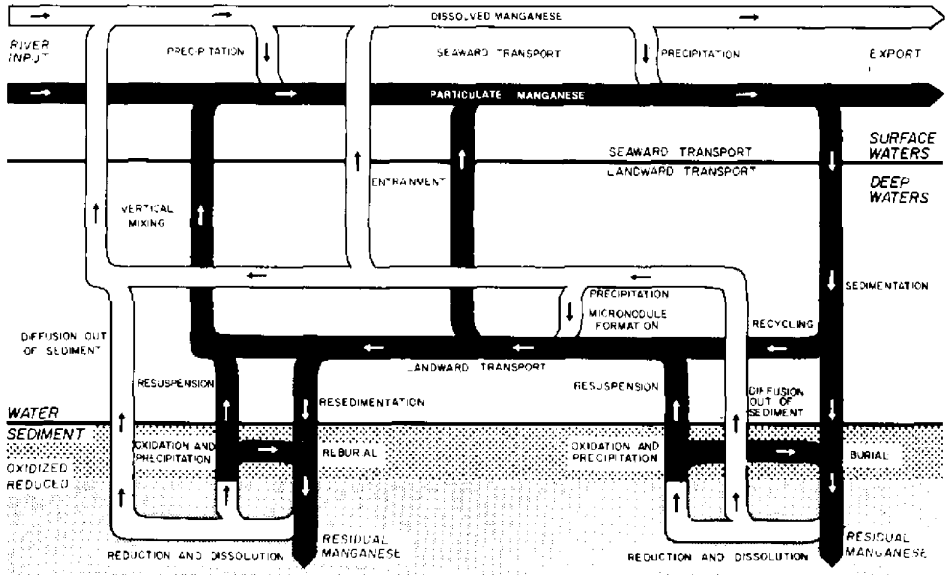 DISSOLVED MANGANESE
RIVER
INPUT
PRECIPITATION
SEAWARD TRANSPORT
PRECIPITATION
EXPORT
PARTICULATE MANGANESE
SURFACE
WATERS
SEAWARD TRANSPORT
LANDWARD TRANSPORT
DEEP
WATERS
ENTRAINMENT
VERTICAL
MIXING
SEDIMENTATION
PRECIPITATION
MICRONODULE
FORMATION
RECYCLING
DIFFUSION OUT
OF SEDIMENT
LANDWARD TRANSPORT
RESUSPENSION
RESUSPENSION
DIFFUSION
OUT OF
SEDIMENT
RESEDIMENTATION
WATER
SEDIMENT
OXIDIZED
REDUCED
OXIDATION AND
PRECIPITATION
REBURIAL
OXIDATION AND
PRECIPITATION
BURIAL
RESIDUAL
MANGANESE
RESIDUAL
MANGANESE
REDUCTION AND DISSOLUTION
REDUCTION AND DISSOLUTION